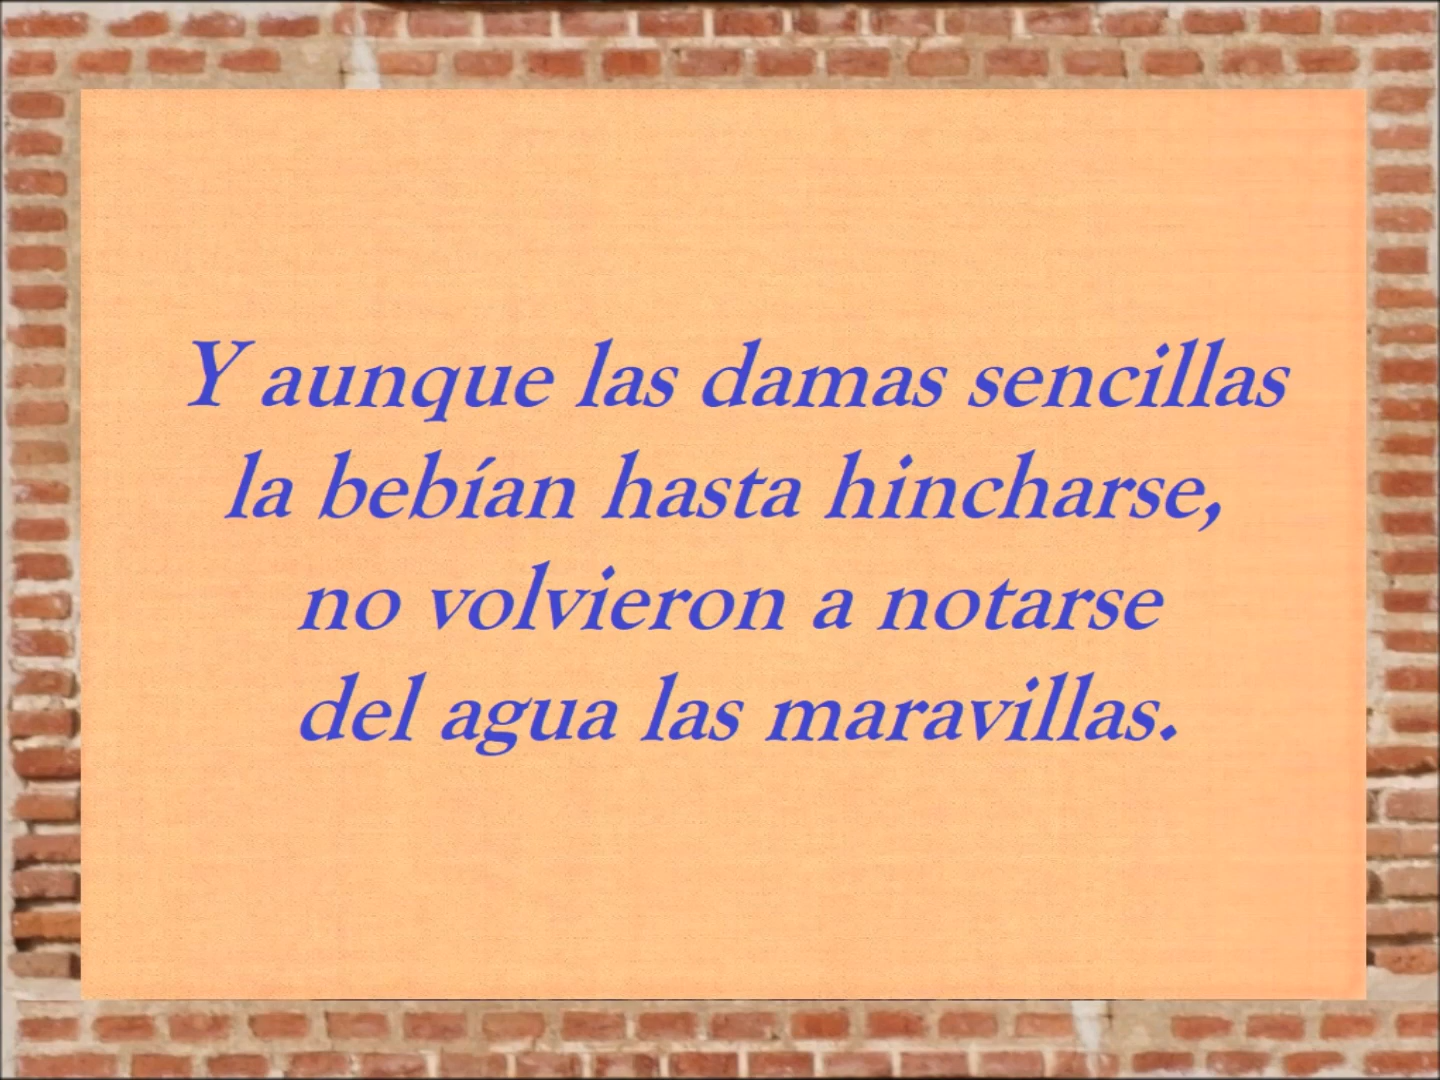 Y aunque las damas sencillas
la bebían hasta hincharse,
no volvieron a notarse
del agua las maravillas.